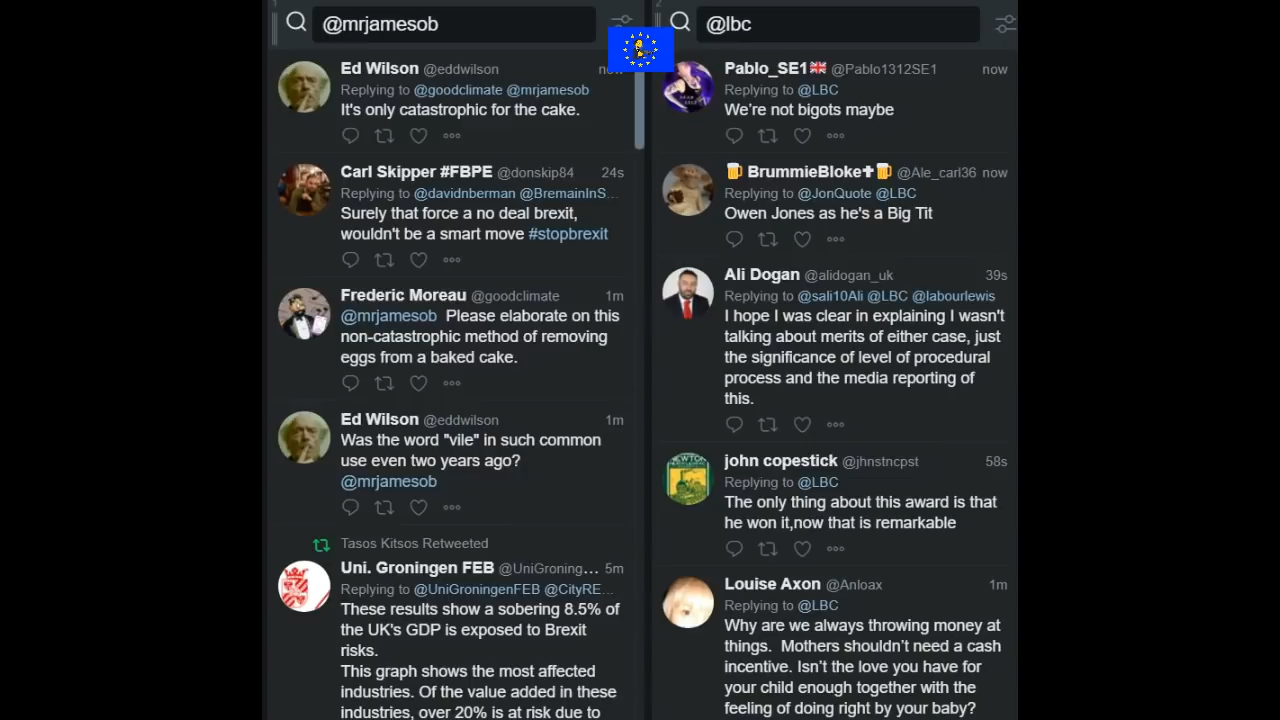 1
@mrjamesob
Ed Wilson @eddwilson
Replying to @goodclimate @mrjamesob
It's only catastrophic for the cake.
Carl Skipper #FBPE @donskip84 24s
Replying to @davidnberman @BremainInS...
Surely that force a no deal brexit,
wouldn't be a smart move #stopbrexit
Frederic Moreau @goodclimate 1m
@mrjamesob Please elaborate on this
non-catastrophic method of removing
eggs from a baked cake.
Ed Wilson @eddwilson 1m
Was the word "vile" in such common
use even two years ago?
@mrjamesob
Tasos Kitsos Retweeted
Uni. Groningen FEB @UniGroning... 5m
Replying to @UniGroningenFEB @CityRE...
These results show a sobering 8.5% of
the UK's GDP is exposed to Brexit
risks.
This graph shows the most affected
industries. Of the value added in these
industries, over 20% is at risk due to
2
@lbc
Pablo_SE1🇬🇧 @Pablo1312SE1 now
Replying to @LBC
We’re not bigots maybe
🍺 BrummieBloke✝🍺 @Ale_carl36 now
Replying to @JonQuote @LBC
Owen Jones as he's a Big Tit
Ali Dogan @alidogan_uk 39s
Replying to @sali10Ali @LBC @labourlewis
I hope I was clear in explaining I wasn't
talking about merits of either case, just
the significance of level of procedural
process and the media reporting of
this.
john copestick @jhnstncpst 58s
Replying to @LBC
The only thing about this award is that
he won it,now that is remarkable
Louise Axon @Anloax 1m
Replying to @LBC
Why are we always throwing money at
things. Mothers shouldn’t need a cash
incentive. Isn’t the love you have for
your child enough together with the
feeling of doing right by your baby?